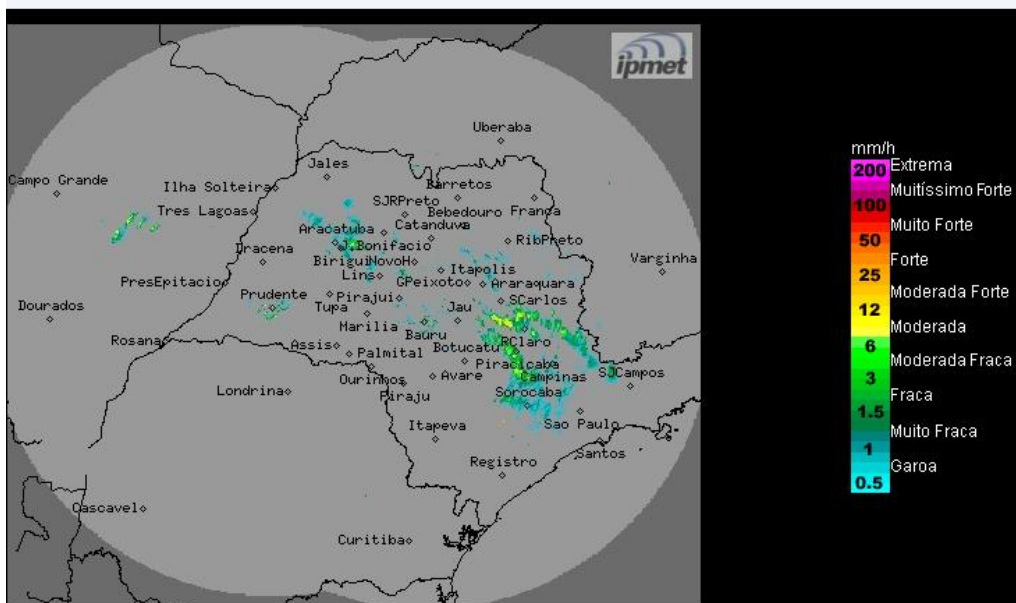 ipmet
Uberaba
Jales
Campo Grande
Ilha Solteira
Barretos
SJRPreto
Tres Lagoas
Bebedouro
Franca
Catanduva
Aracatuba
Dracena
J.Bonifacio
RibPreto
Birigui
NovoH
Itapolis
Varginha
Lins
PresEpitacio
GPeixoto
Araraquara
Prudente
Tupa
Pirajui
SCarlos
Dourados
Jau
Marilia
Bauru
Rosana
Assis
RClaro
Palmital
Botucatu
Piracicaba
Ourinhos
Avare
Campinas
SJCampos
Londrina
Piraju
Sorocaba
Itapeva
Sao Paulo
Santos
Registro
Cascavel
Curitiba
mm/h
200 Extrema
Muitíssimo Forte
100
Muito Forte
50
Forte
25
Moderada Forte
12
Moderada
6
Moderada Fraca
3
Fraca
1.5
Muito Fraca
1
Garoa
0.5